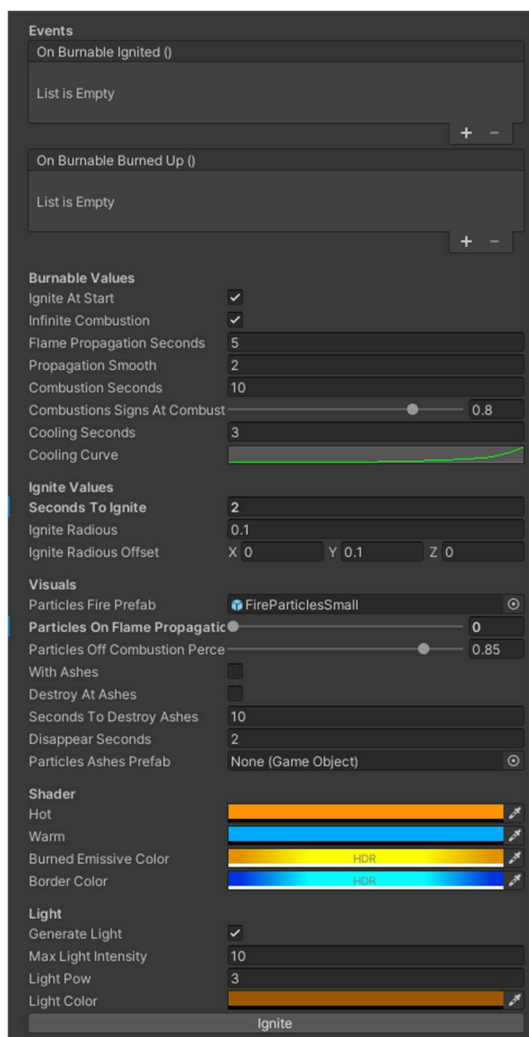 Events
On Burnable Ignited ()
List is Empty
+ −
On Burnable Burned Up ()
List is Empty
+ −
Burnable Values
Ignite At Start
Infinite Combustion
Flame Propagation Seconds 5
Propagation Smooth 2
Combustion Seconds 10
Combustions Signs At Combust 0.8
Cooling Seconds 3
Cooling Curve
Ignite Values
Seconds To Ignite 2
Ignite Radious 0.1
Ignite Radious Offset X 0 Y 0.1 Z 0
Visuals
Particles Fire Prefab FireParticlesSmall
Particles On Flame Propagatic 0
Particles Off Combustion Perce 0.85
With Ashes
Destroy At Ashes
Seconds To Destroy Ashes 10
Disappear Seconds 2
Particles Ashes Prefab None (Game Object)
Shader
Hot
Warm
Burned Emissive Color HDR
Border Color HDR
Light
Generate Light
Max Light Intensity 10
Light Pow 3
Light Color
Ignite